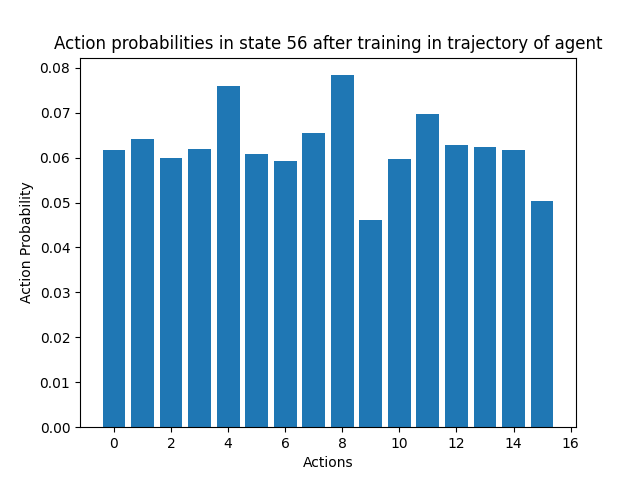 Action probabilities in state 56 after training in trajectory of agent
0.08
0.07
0.06
0.05
0.04
0.03
0.02
0.01
0.00
Action Probability
0 2 4 6 8 10 12 14 16
Actions